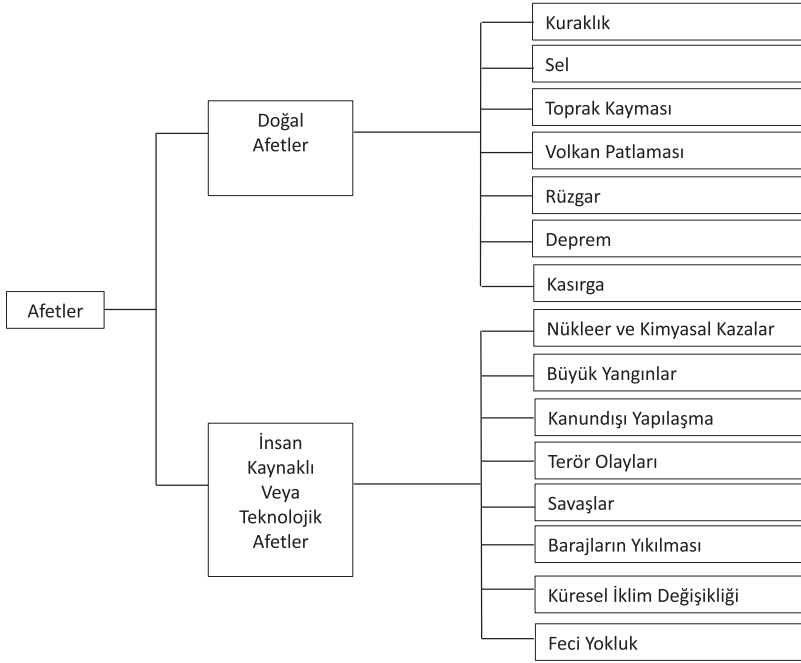 Afetler
Doğal
Afetler
Kuraklık
Sel
Toprak Kayması
Volkan Patlaması
Rüzgar
Deprem
Kasırga
İnsan
Kaynaklı
Veya
Teknolojik
Afetler
Nükleer ve Kimyasal Kazalar
Büyük Yangınlar
Kanundışı Yapılaşma
Terör Olayları
Savaşlar
Barajların Yıkılması
Küresel İklim Değişikliği
Feci Yokluk